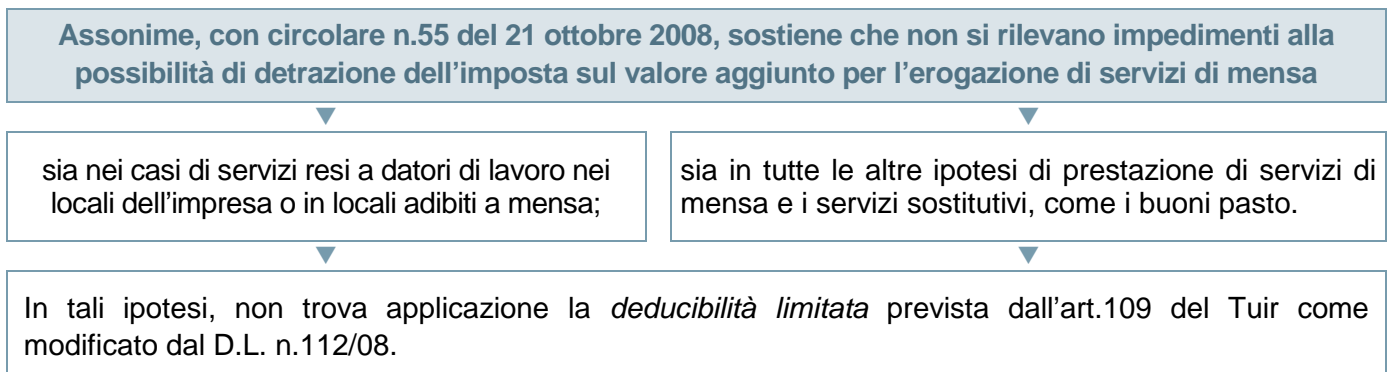 Assonime, con circolare n.55 del 21 ottobre 2008, sostiene che non si rilevano impedimenti alla
possibilità di detrazione dell'imposta sul valore aggiunto per l'erogazione di servizi di mensa
sia nei casi di servizi resi a datori di lavoro nei
locali dell'impresa o in locali adibiti a mensa;
sia in tutte le altre ipotesi di prestazione di servizi di
mensa e i servizi sostitutivi, come i buoni pasto.
In tali ipotesi, non trova applicazione la deducibilità limitata prevista dall'art.109 del Tuir come
modificato dal D.L. n.112/08.